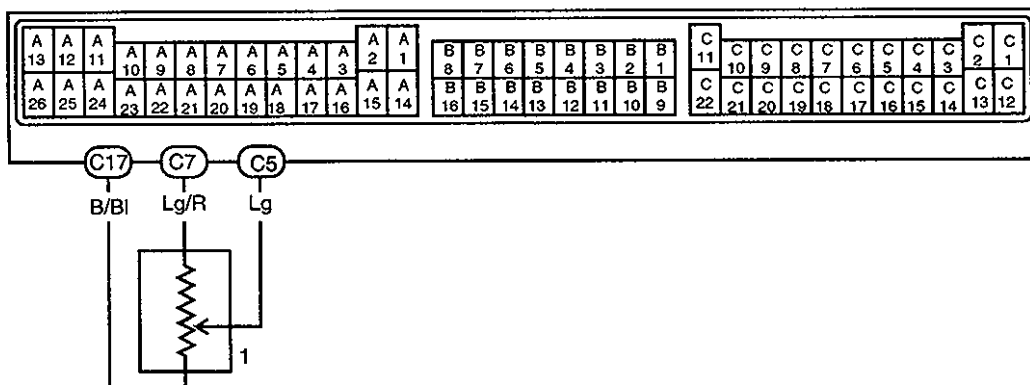 A 13 A 12 A 11 A 10 A 9 A 8 A 7 A 6 A 5 A 4 A 3 A 2 A 1 B 8 B 7 B 6 B 5 B 4 B 3 B 2 B 1 C 11 C 10 C 9 C 8 C 7 C 6 C 5 C 4 C 3 C 2 C 1
A 26 A 25 A 24 A 23 A 22 A 21 A 20 A 19 A 18 A 17 A 16 A 15 A 14 B 16 B 15 B 14 B 13 B 12 B 11 B 10 B 9 C 22 C 21 C 20 C 19 C 18 C 17 C 16 C 15 C 14 C 13 C 12
C17 C7 C5
B/Bl Lg/R Lg
1